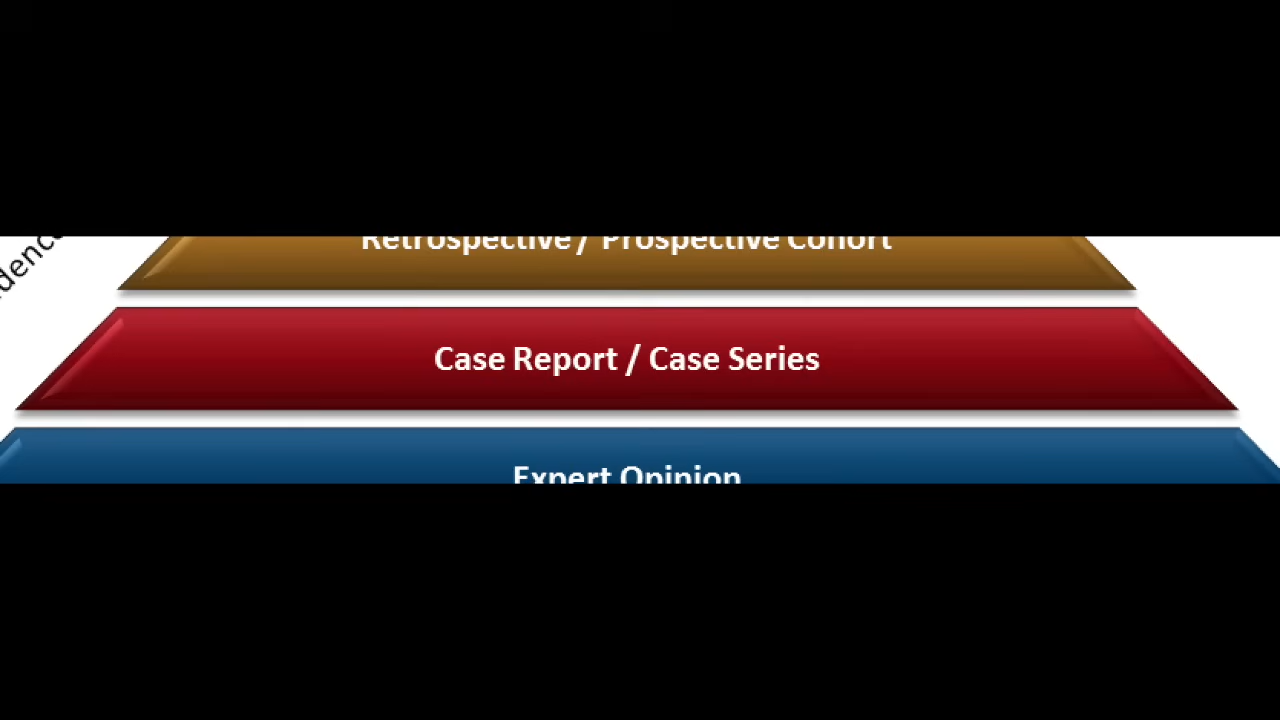 Retrospective / Prospective Cohort
Case Report / Case Series
Expert Opinion